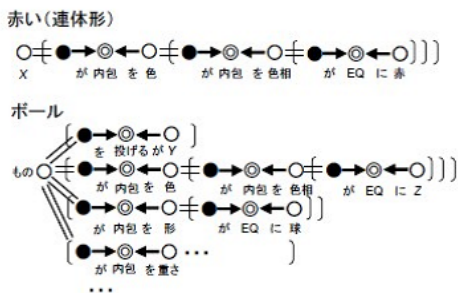 赤い（連体形）
X が 内包 を 色 が 内包 を 色相 が EQ に 赤
ボール
を 投げる が Y
もの が 内包 を 色 が 内包 を 色相 が EQ に Z
が 内包 を 形 が EQ に 球
が 内包 を 重さ ・・・
・・・